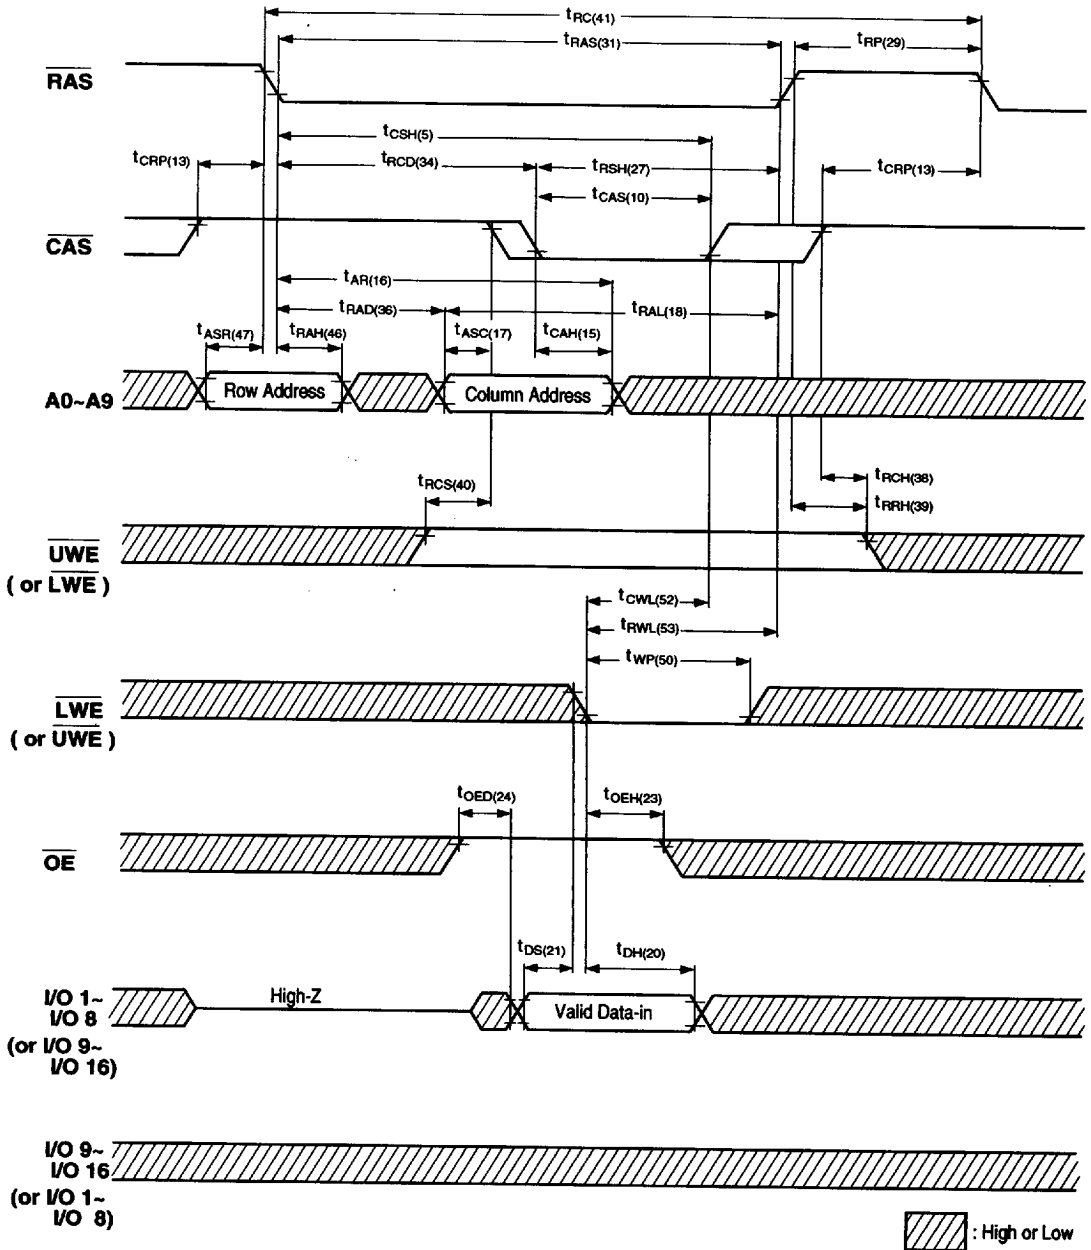 tRC(41)
tRAS(31)
tRP(29)
RAS
tCSH(5)
tCRP(13)
tRCD(34)
tRSH(27)
tCRP(13)
tCAS(10)
CAS
tAR(16)
tRAD(36)
tRAL(18)
tASR(47)
tRAH(46)
tASC(17)
tCAH(15)
A0~A9
Row Address
Column Address
tRCS(40)
tRCH(38)
tRRH(39)
UWE
( or LWE )
tCWL(52)
tRWL(53)
tWP(50)
LWE
( or UWE )
tOED(24)
tOEH(23)
OE
tDS(21)
tDH(20)
I/O 1~
I/O 8
(or I/O 9~
I/O 16)
High-Z
Valid Data-in
I/O 9~
I/O 16
(or I/O 1~
I/O 8)
: High or Low